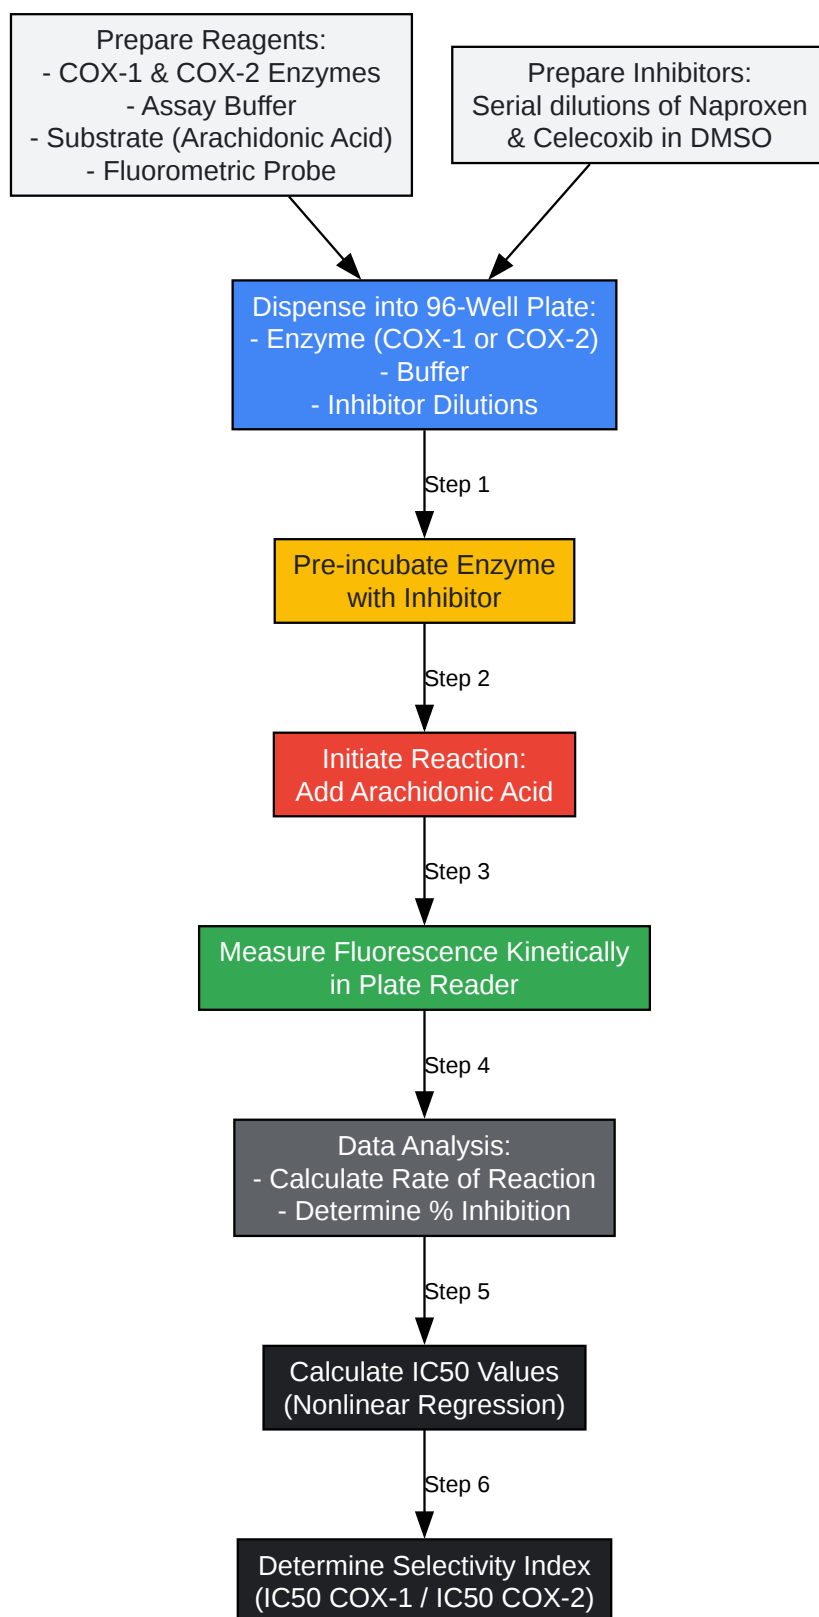 Prepare Reagents:
- COX-1 & COX-2 Enzymes
- Assay Buffer
- Substrate (Arachidonic Acid)
- Fluorometric Probe
Prepare Inhibitors:
Serial dilutions of Naproxen
& Celecoxib in DMSO
Dispense into 96-Well Plate:
- Enzyme (COX-1 or COX-2)
- Buffer
- Inhibitor Dilutions
Step 1
Pre-incubate Enzyme
with Inhibitor
Step 2
Initiate Reaction:
Add Arachidonic Acid
Step 3
Measure Fluorescence Kinetically
in Plate Reader
Step 4
Data Analysis:
- Calculate Rate of Reaction
- Determine % Inhibition
Step 5
Calculate IC50 Values
(Nonlinear Regression)
Step 6
Determine Selectivity Index
(IC50 COX-1 / IC50 COX-2)